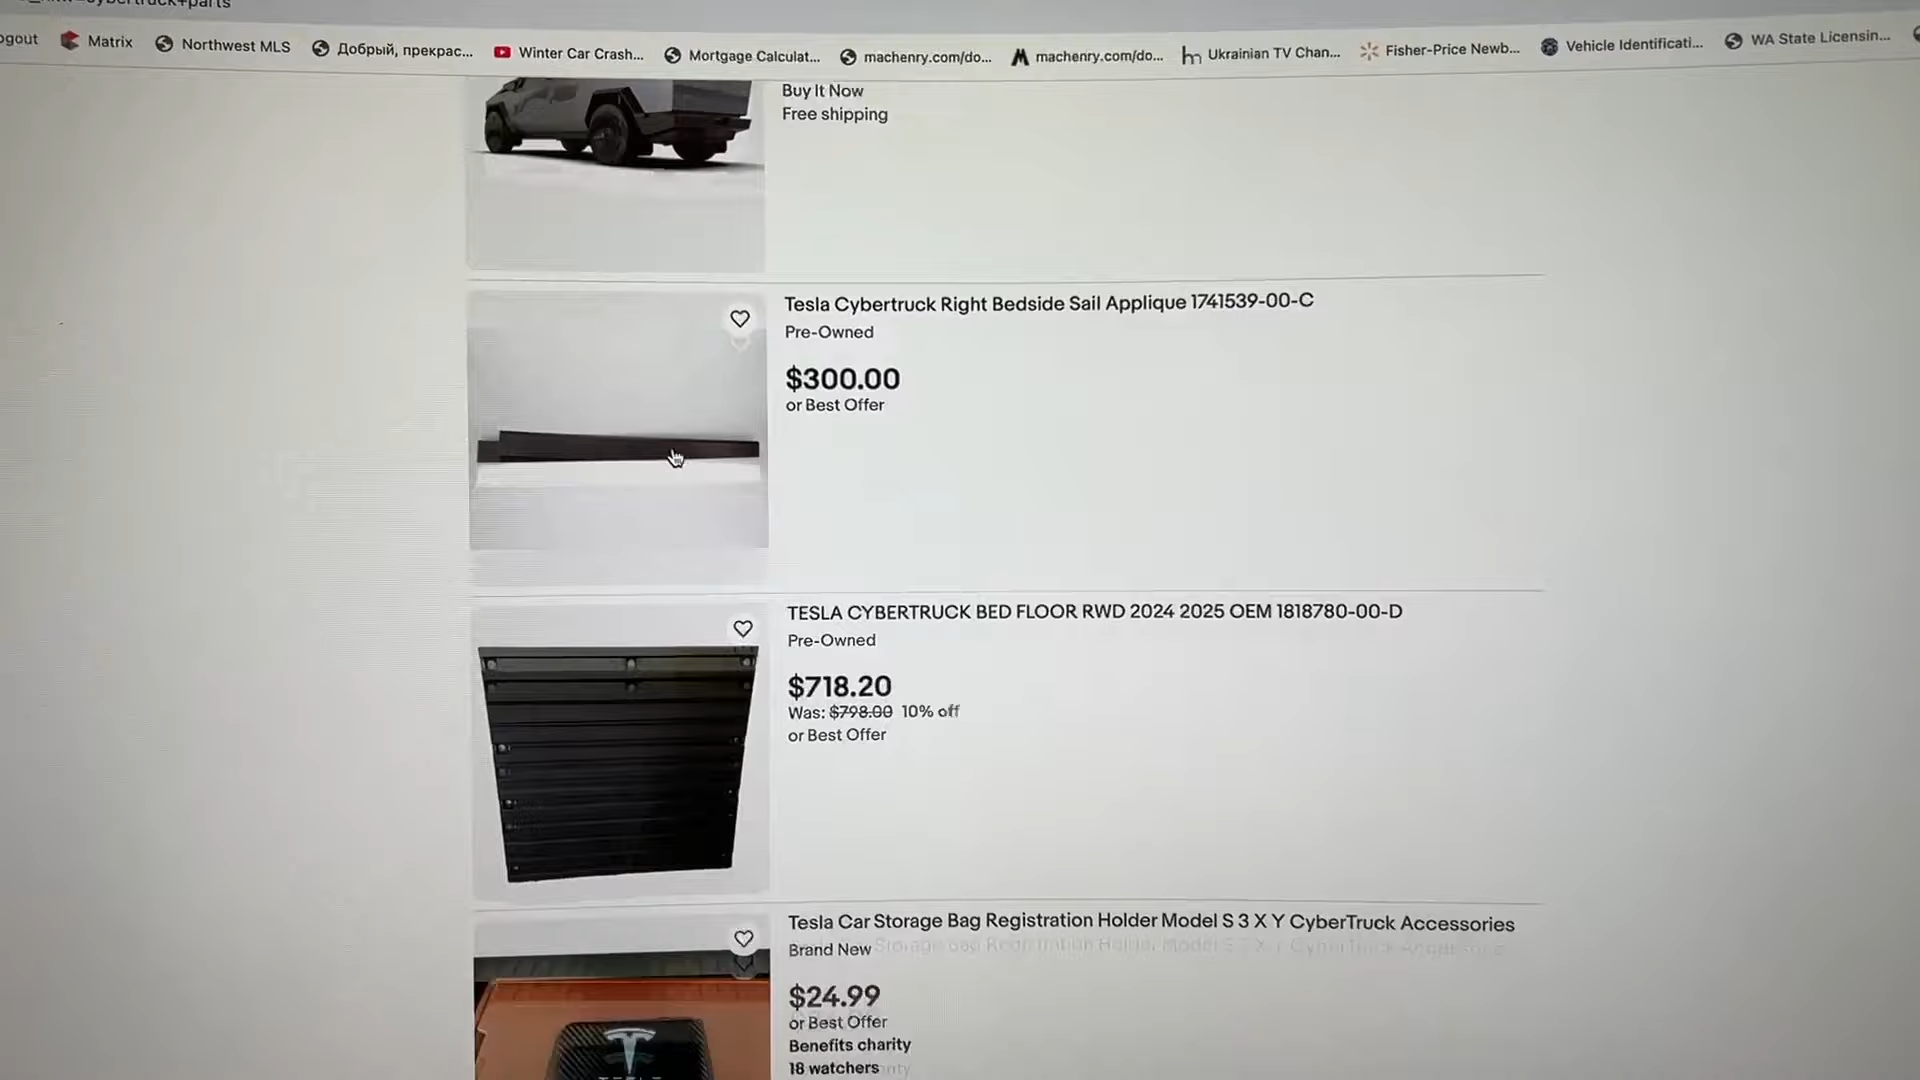 ogout Matrix Northwest MLS Добрый, прекрас... Winter Car Crash... Mortgage Calculat... machenry.com/do... machenry.com/do... Ukrainian TV Chan... Fisher-Price Newb... Vehicle Identificati... WA State Licensin...
Buy It Now
Free shipping
Tesla Cybertruck Right Bedside Sail Applique 1741539-00-C
Pre-Owned
$300.00
or Best Offer
TESLA CYBERTRUCK BED FLOOR RWD 2024 2025 OEM 1818780-00-D
Pre-Owned
$718.20
Was: $798.00 10% off
or Best Offer
Tesla Car Storage Bag Registration Holder Model S 3 X Y CyberTruck Accessories
Brand New
$24.99
or Best Offer
Benefits charity
18 watchers